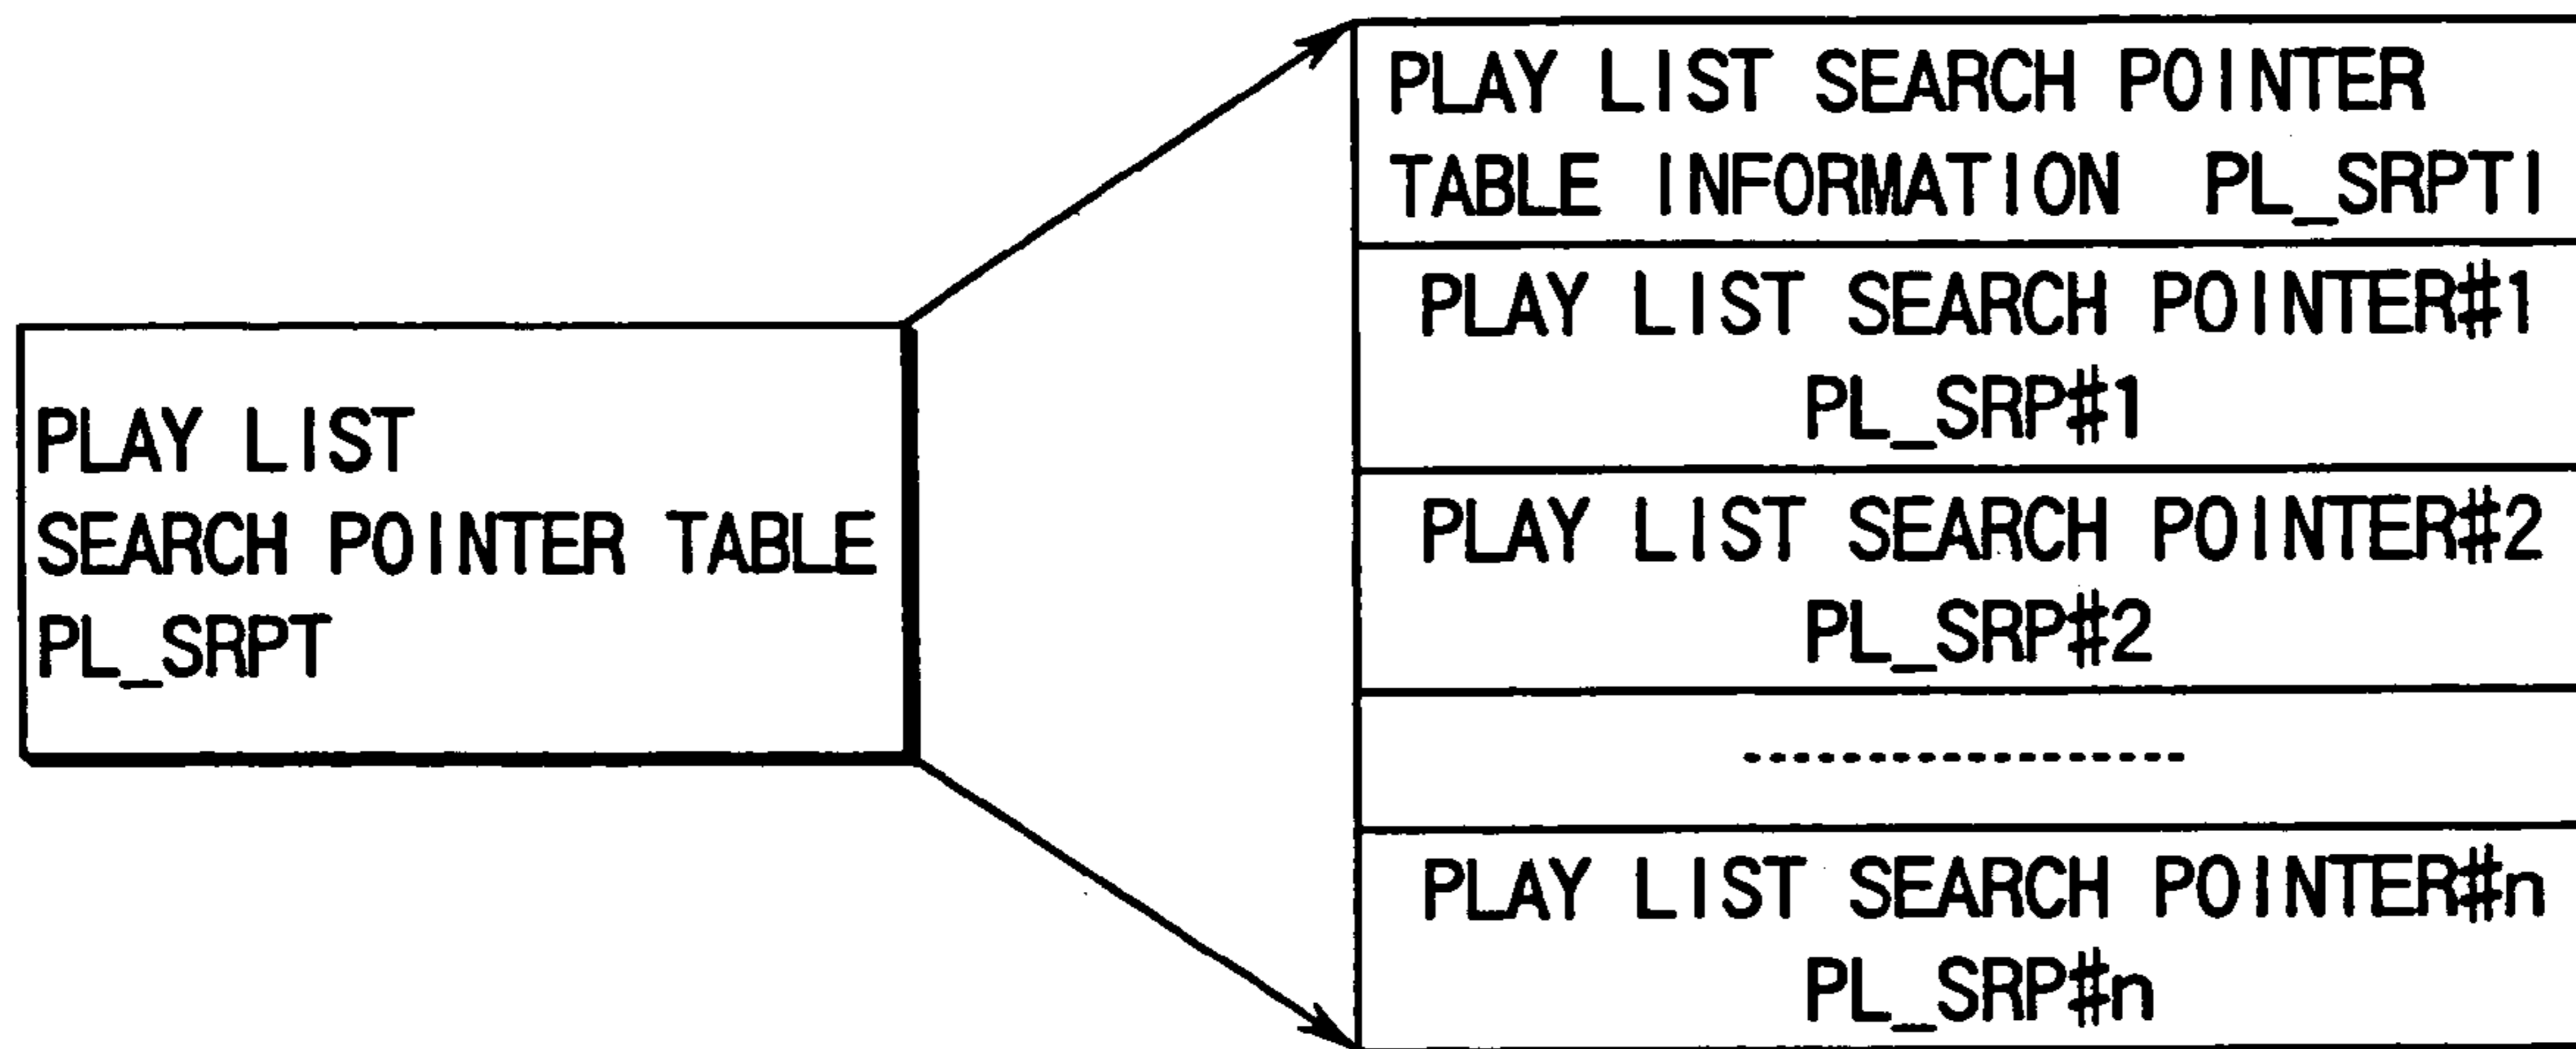 PLAY LIST
SEARCH POINTER TABLE
PL_SRPT
PLAY LIST SEARCH POINTER
TABLE INFORMATION PL_SRPTI
PLAY LIST SEARCH POINTER#1
PL_SRP#1
PLAY LIST SEARCH POINTER#2
PL_SRP#2
PLAY LIST SEARCH POINTER#n
PL_SRP#n